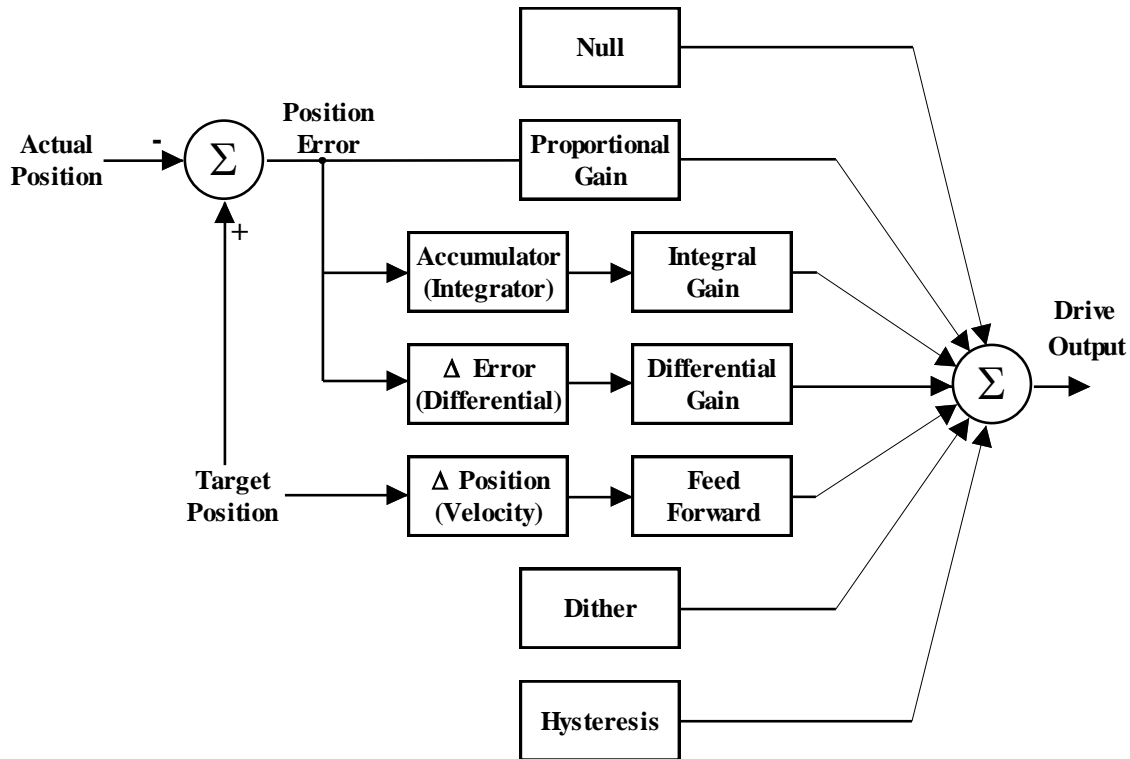 Null
Position
Error
-
Actual
Position
Σ
Proportional
Gain
+
Accumulator
(Integrator)
Integral
Gain
Drive
Output
Δ Error
(Differential)
Differential
Gain
Σ
Target
Position
Δ Position
(Velocity)
Feed
Forward
Dither
Hysteresis